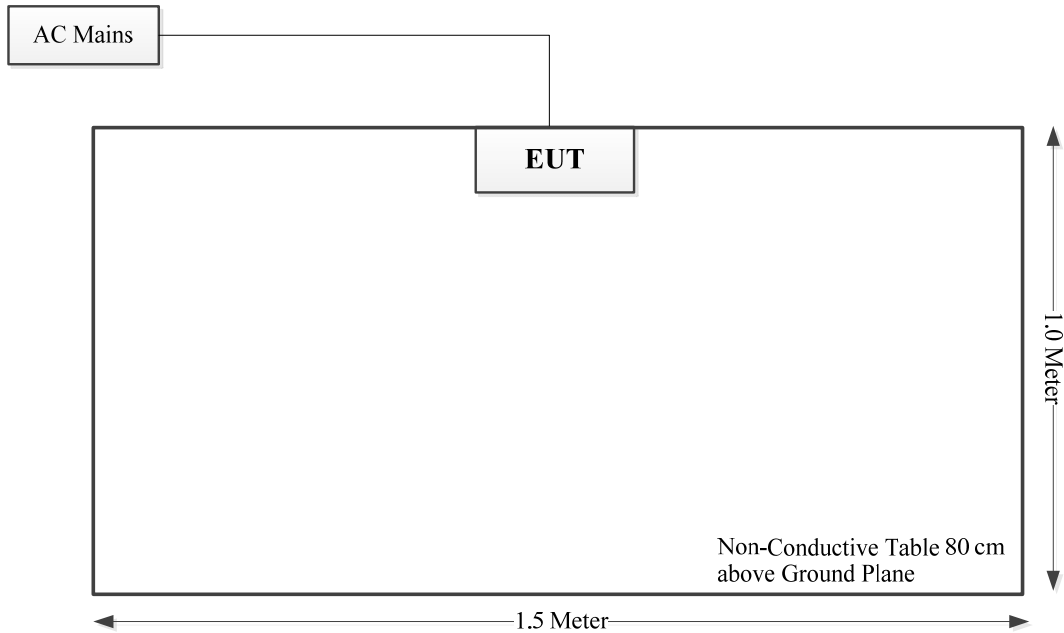 AC Mains
EUT
1.0 Meter
Non-Conductive Table 80 cm
above Ground Plane
1.5 Meter